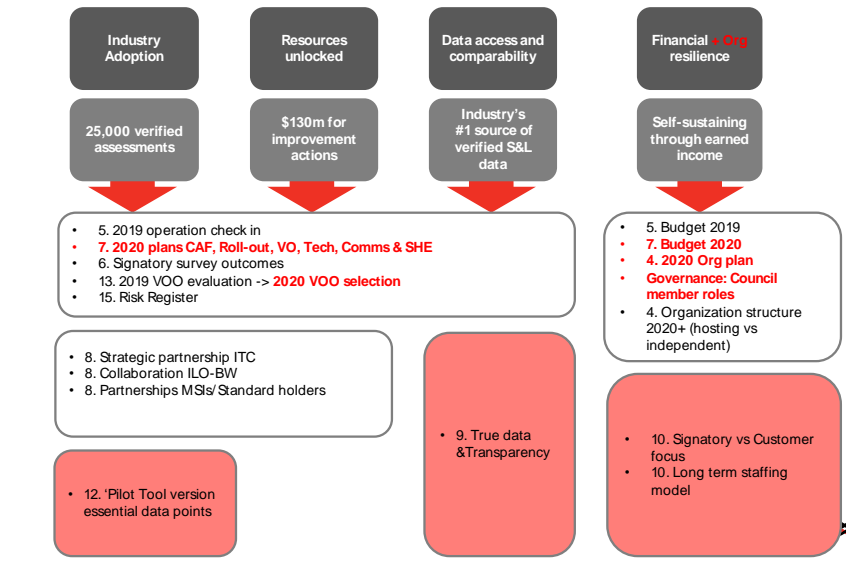 Industry
Adoption
Resources
unlocked
Data access and
comparability
Financial + Org
resilience
25,000 verified
assessments
$130m for
improvement
actions
Industry's
#1 source of
verified S&L
data
Self-sustaining
through earned
income
• 5. 2019 operation check in
• 7. 2020 plans CAF, Roll-out, VO, Tech, Comms & SHE
• 6. Signatory survey outcomes
• 13. 2019 VOO evaluation -> 2020 VOO selection
• 15. Risk Register
• 5. Budget 2019
• 7. Budget 2020
• 4. 2020 Org plan
• Governance: Council
member roles
• 4. Organization structure
2020+ (hosting vs
independent)
• 8. Strategic partnership ITC
• 8. Collaboration ILO-BW
• 8. Partnerships MSIs/Standard holders
• 9. True data
&Transparency
• 10. Signatory vs Customer
focus
• 10. Long term staffing
model
• 12. ‘Pilot Tool version
essential data points